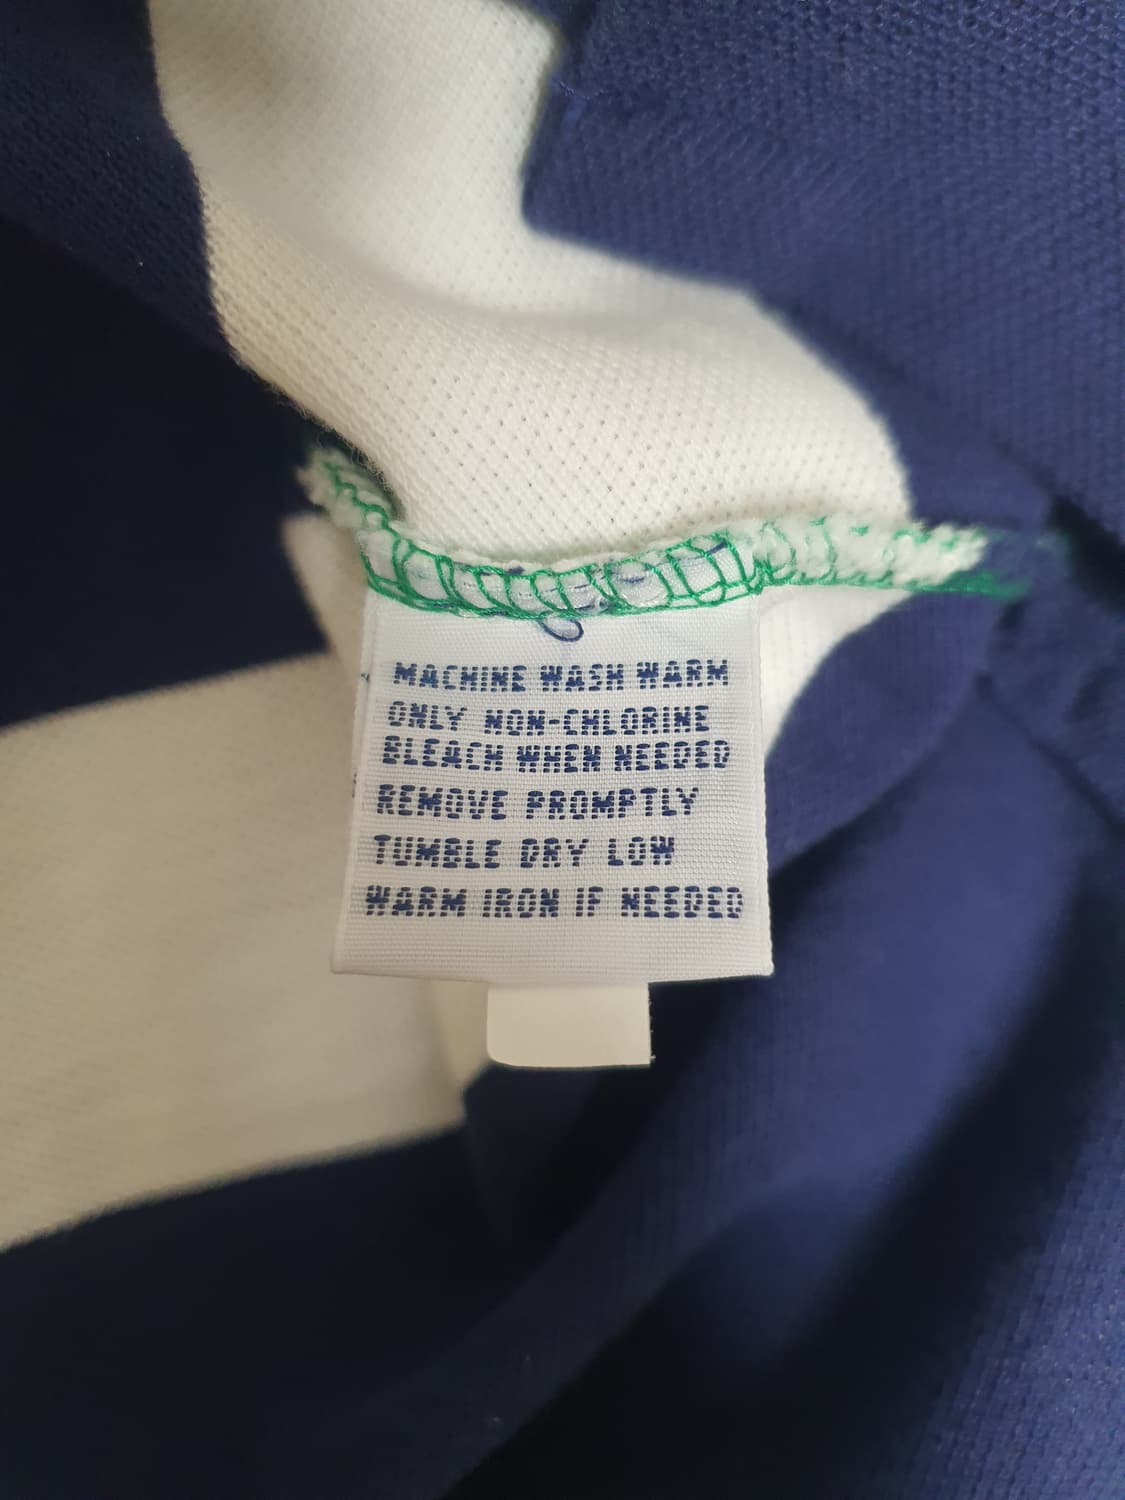 MACHINE WASH WARM
ONLY NON-CHLORINE
BLEACH WHEN NEEDED
REMOVE PROMPTLY
TUMBLE DRY LOW
WARM IRON IF NEEDED